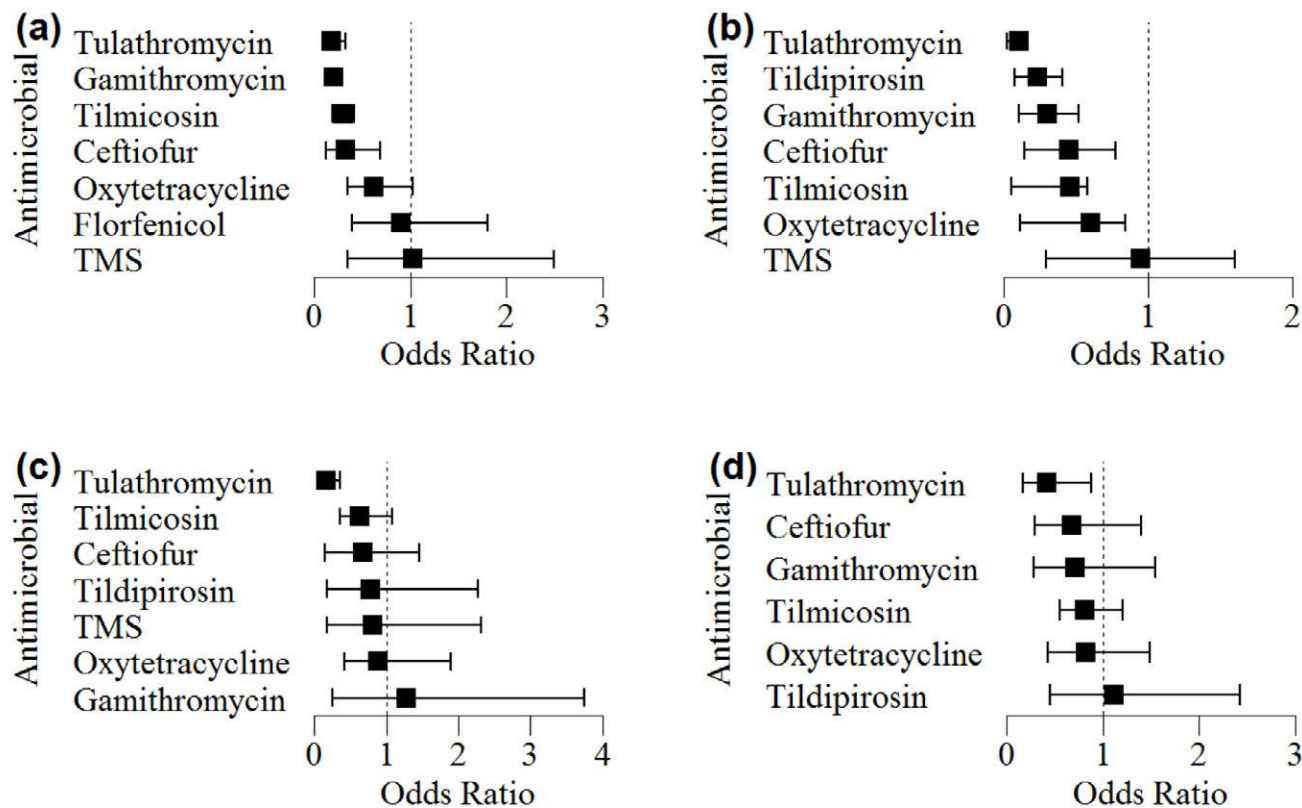 (a)
Antimicrobial
Tulathromycin
Gamithromycin
Tilmicosin
Ceftiofur
Oxytetracycline
Florfenicol
TMS
0 1 2 3
Odds Ratio
(b)
Antimicrobial
Tulathromycin
Tildipirosin
Gamithromycin
Ceftiofur
Tilmicosin
Oxytetracycline
TMS
0 1 2
Odds Ratio
(c)
Antimicrobial
Tulathromycin
Tilmicosin
Ceftiofur
Tildipirosin
TMS
Oxytetracycline
Gamithromycin
0 1 2 3 4
Odds Ratio
(d)
Antimicrobial
Tulathromycin
Ceftiofur
Gamithromycin
Tilmicosin
Oxytetracycline
Tildipirosin
0 1 2 3
Odds Ratio